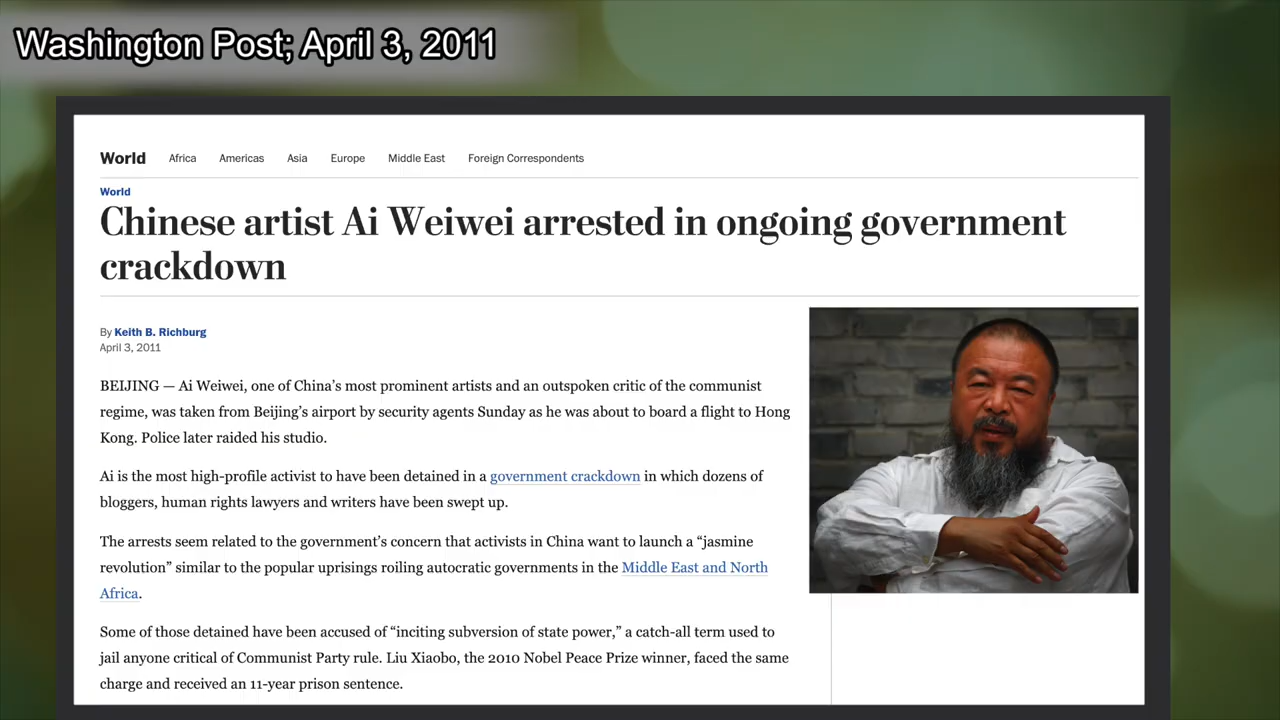 Washington Post; April 3, 2011
World Africa Americas Asia Europe Middle East Foreign Correspondents
World
Chinese artist Ai Weiwei arrested in ongoing government
crackdown
By Keith B. Richburg
April 3, 2011
BEIJING — Ai Weiwei, one of China’s most prominent artists and an outspoken critic of the communist
regime, was taken from Beijing’s airport by security agents Sunday as he was about to board a flight to Hong
Kong. Police later raided his studio.
Ai is the most high-profile activist to have been detained in a government crackdown in which dozens of
bloggers, human rights lawyers and writers have been swept up.
The arrests seem related to the government’s concern that activists in China want to launch a “jasmine
revolution” similar to the popular uprisings roiling autocratic governments in the Middle East and North
Africa.
Some of those detained have been accused of “inciting subversion of state power,” a catch-all term used to
jail anyone critical of Communist Party rule. Liu Xiaobo, the 2010 Nobel Peace Prize winner, faced the same
charge and received an 11-year prison sentence.